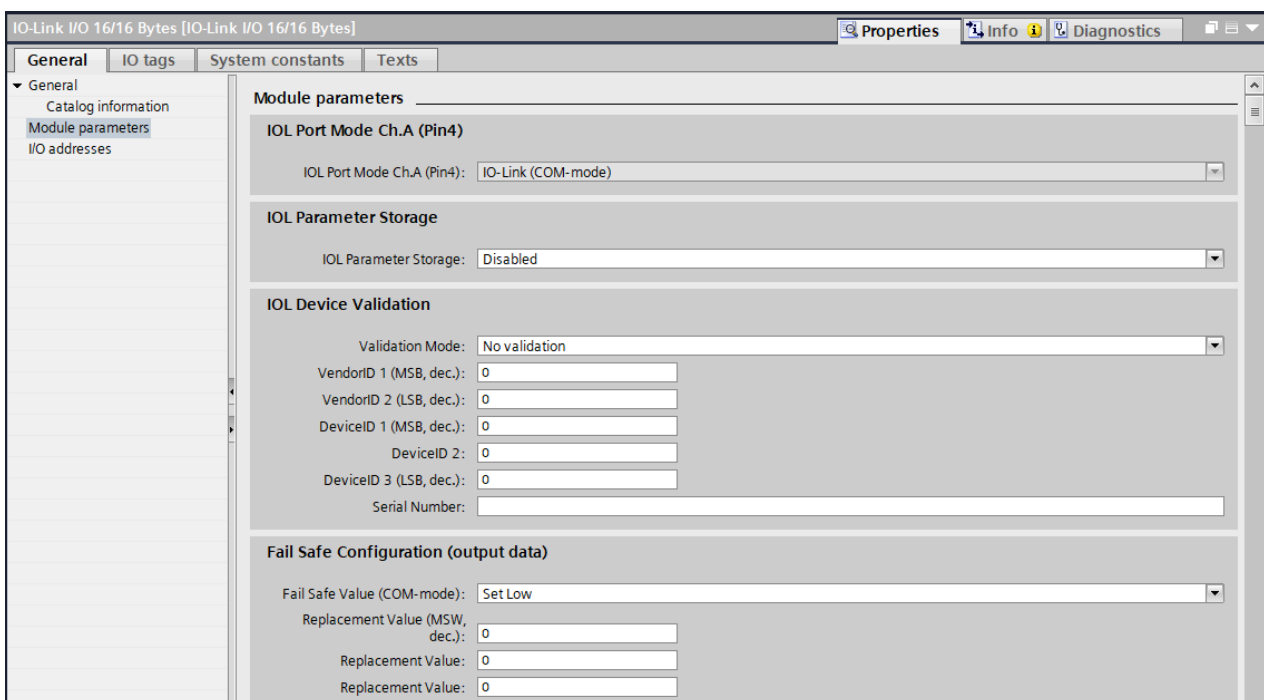 IO-Link I/O 16/16 Bytes [IO-Link I/O 16/16 Bytes]
Properties Info Diagnostics
General IO tags System constants Texts
General
Catalog information
Module parameters
I/O addresses
Module parameters
IOL Port Mode Ch.A (Pin4)
IOL Port Mode Ch.A (Pin4): IO-Link (COM-mode)
IOL Parameter Storage
IOL Parameter Storage: Disabled
IOL Device Validation
Validation Mode: No validation
VendorID 1 (MSB, dec.): 0
VendorID 2 (LSB, dec.): 0
DeviceID 1 (MSB, dec.): 0
DeviceID 2: 0
DeviceID 3 (LSB, dec.): 0
Serial Number:
Fail Safe Configuration (output data)
Fail Safe Value (COM-mode): Set Low
Replacement Value (MSW,
dec.): 0
Replacement Value: 0
Replacement Value: 0